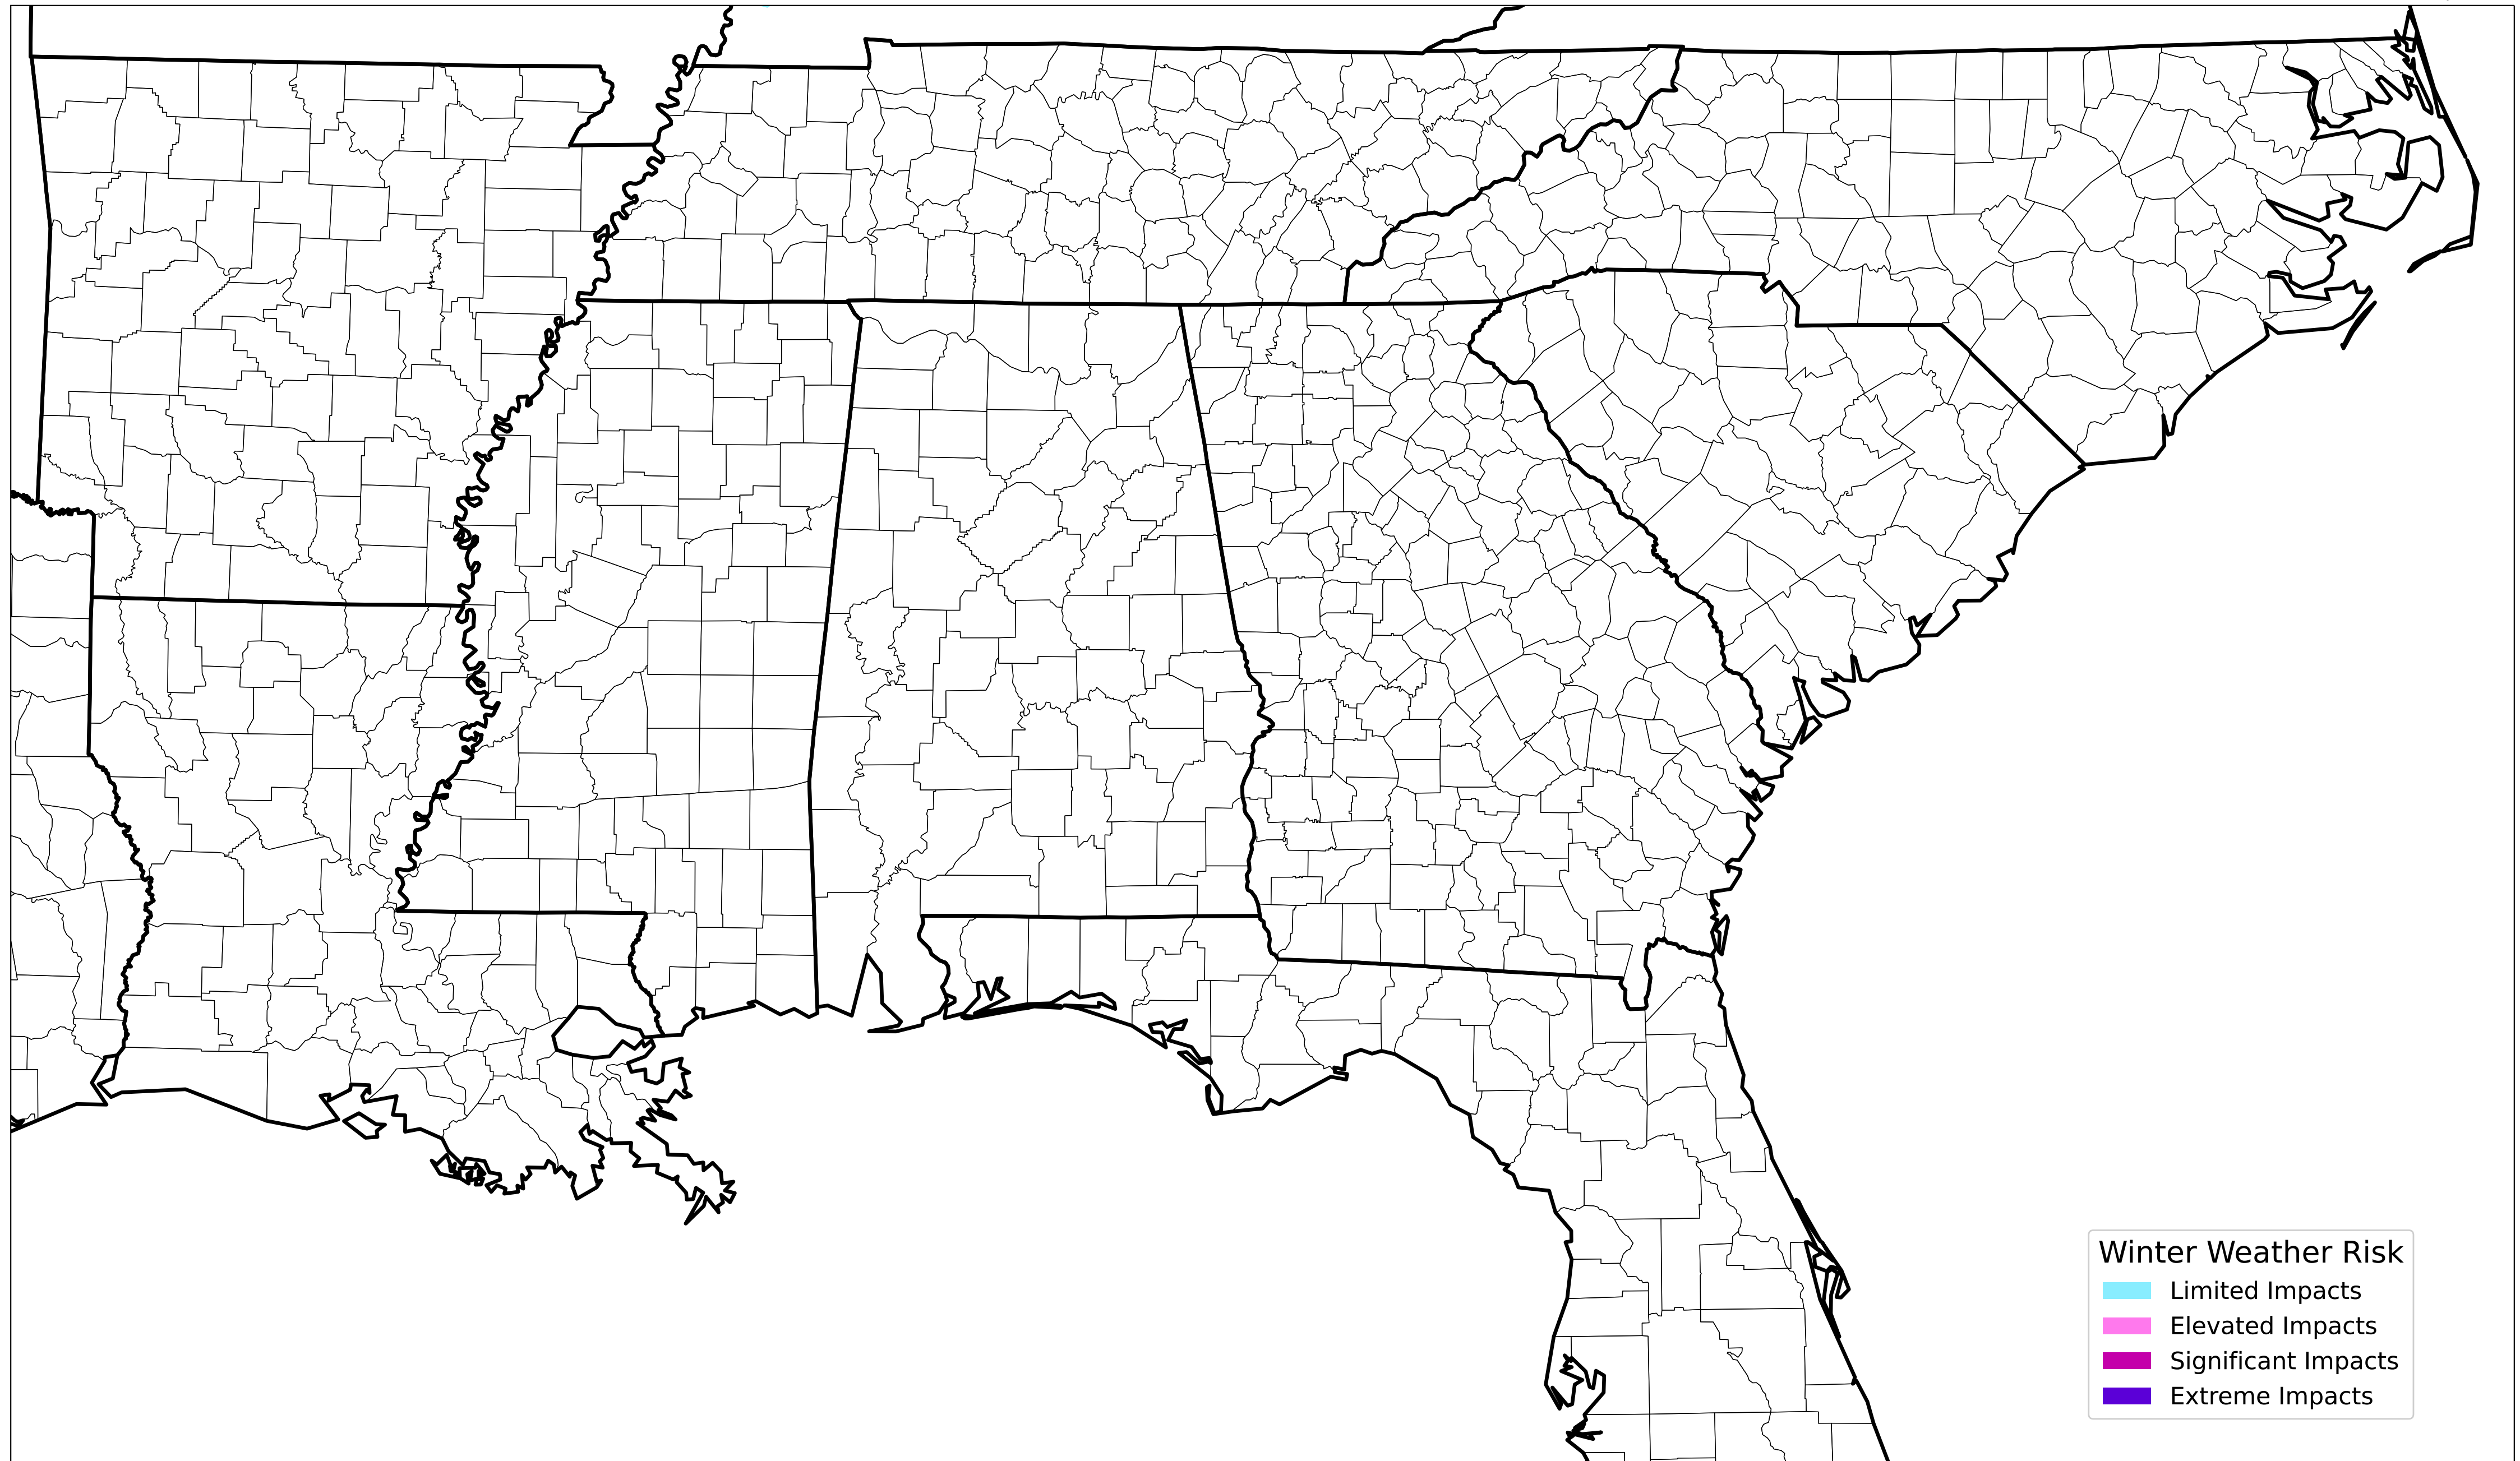 Winter Weather Risk
Limited Impacts
Elevated Impacts
Significant Impacts
Extreme Impacts